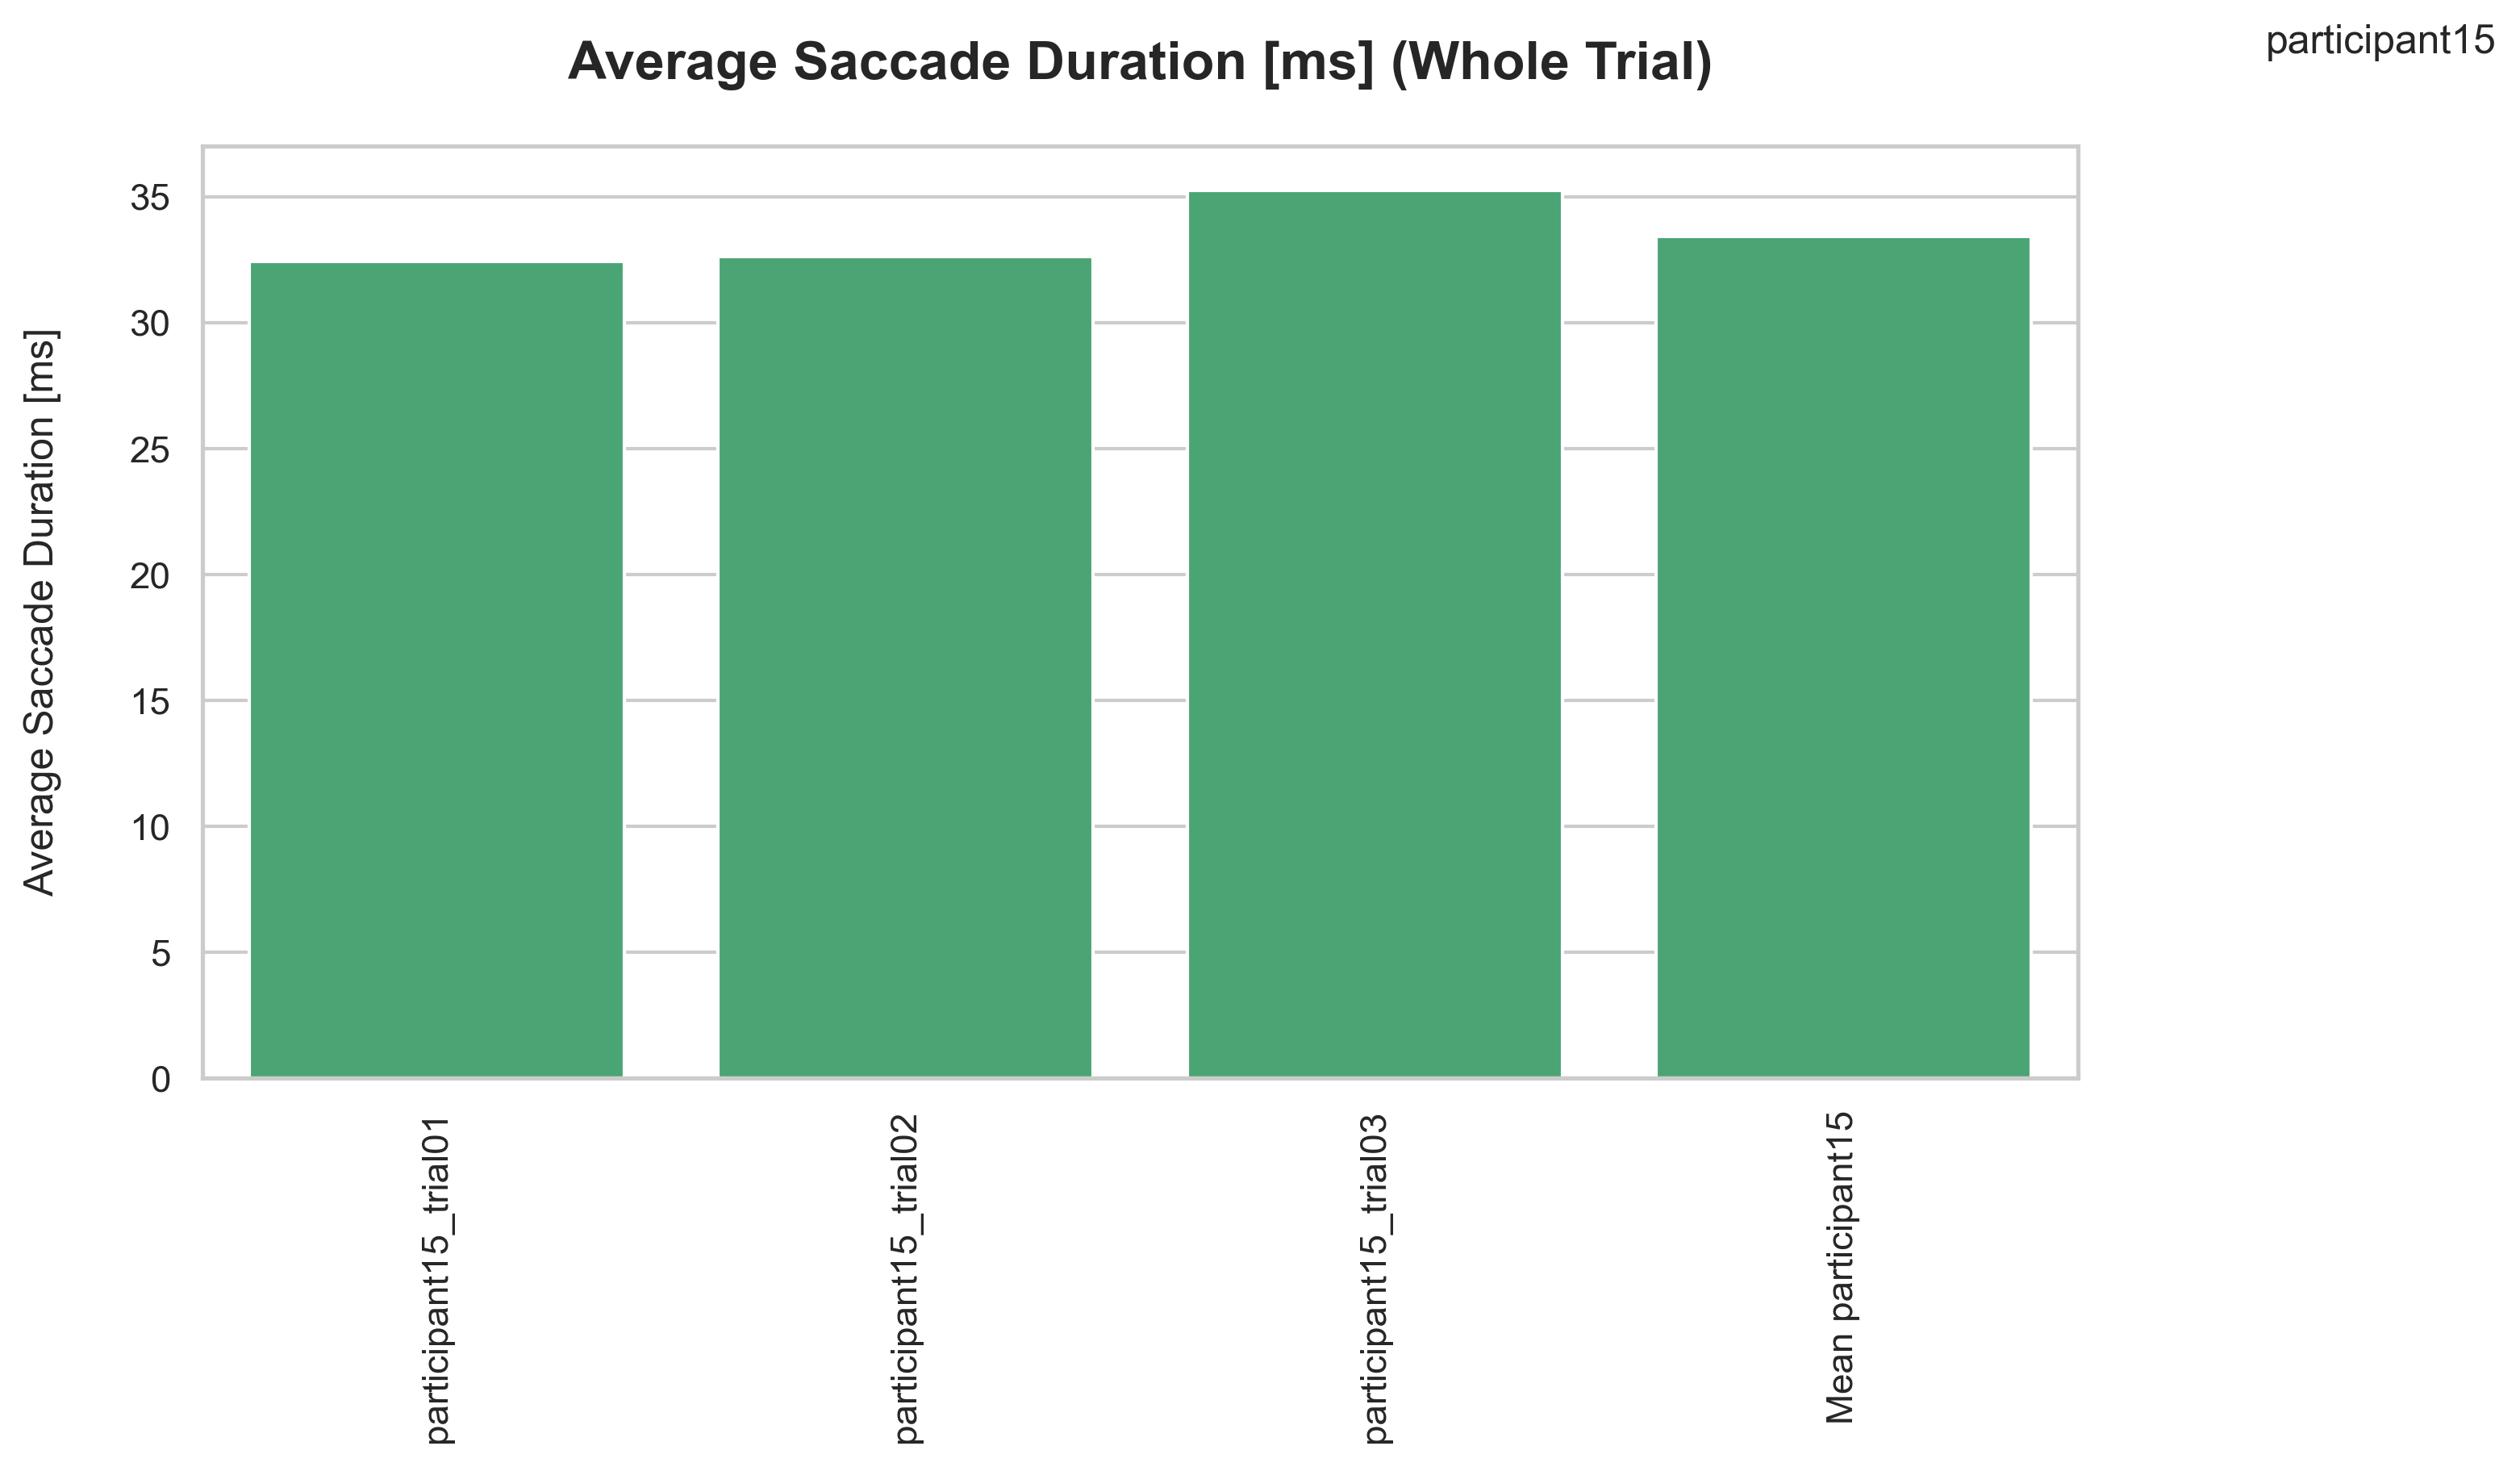 participant15
Average Saccade Duration [ms] (Whole Trial)
Average Saccade Duration [ms]
35
30
25
20
15
10
5
0
participant15_trial01
participant15_trial02
participant15_trial03
Mean participant15